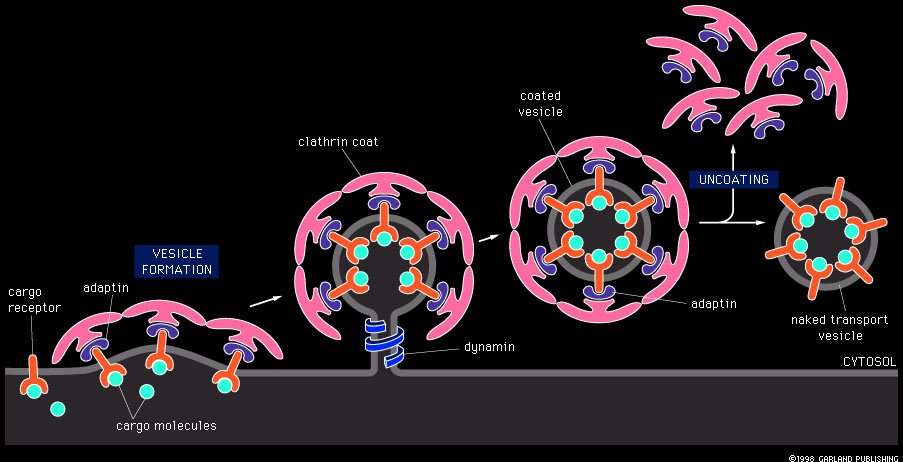 coated
vesicle
clathrin coat
UNCOATING
VESICLE
FORMATION
cargo
receptor
adaptin
adaptin
naked transport
vesicle
dynamin
CYTOSOL
cargo molecules
©1998 GARLAND PUBLISHING